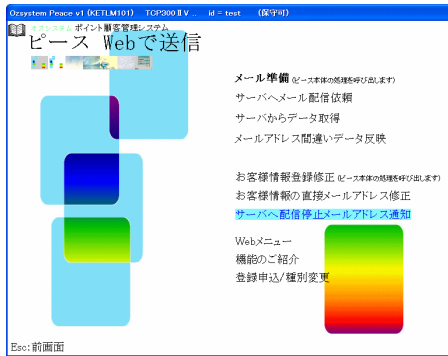 Ozsystem Peace v1 (KETLM101) TCP300ⅡV .. id = test (保守可)
オズシステム ポイント顧客管理システム
ピース Webで送信
メール準備 (ピース本体の処理を呼び出します)
サーバへメール配信依頼
サーバからデータ取得
メールアドレス間違いデータ反映
お客様情報登録修正 (ピース本体の処理を呼び出します)
お客様情報の直接メールアドレス修正
サーバへ配信停止メールアドレス通知
Webメニュー
機能のご紹介
登録申込/種別変更
Esc:前画面